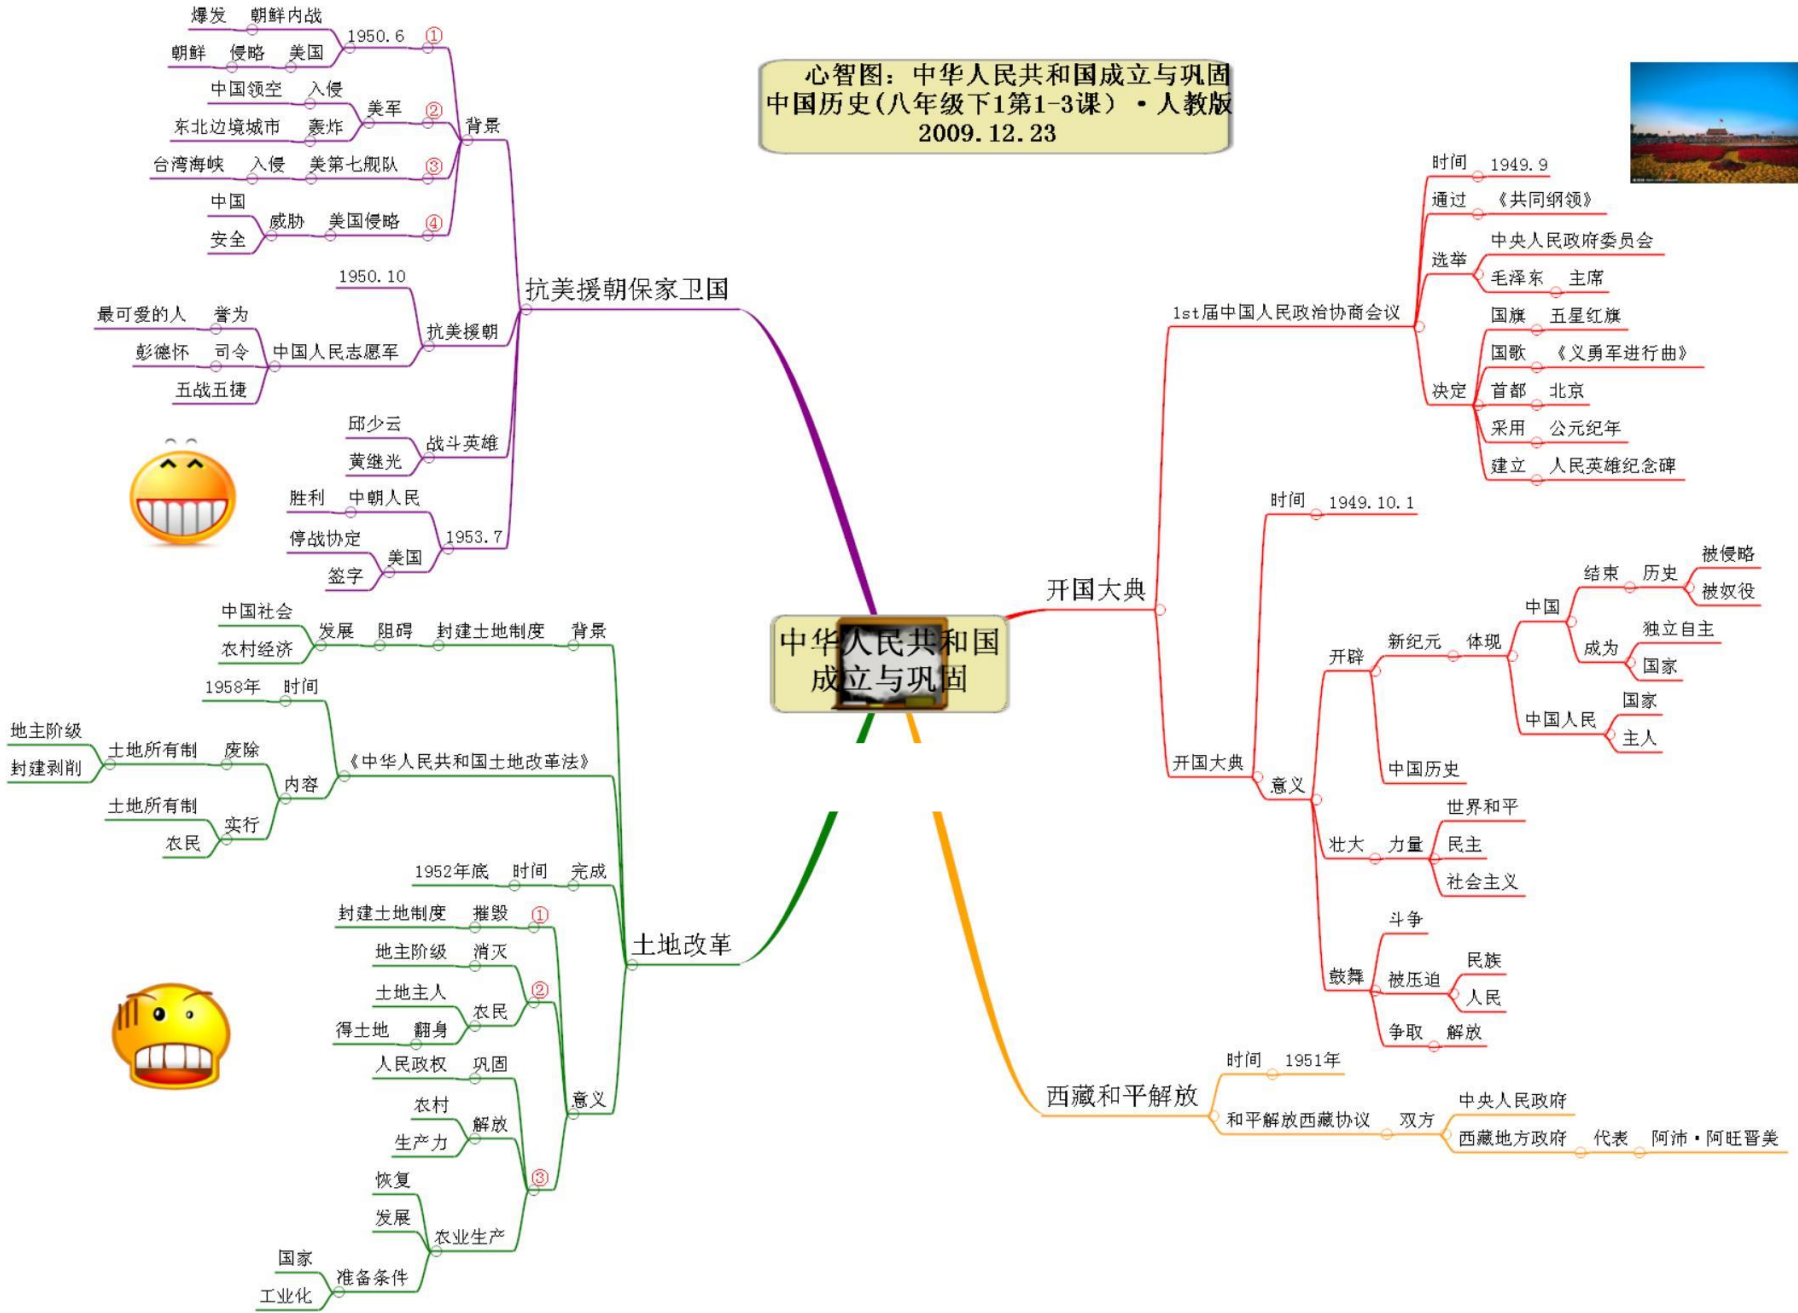 心智图：中华人民共和国成立与巩固
中国历史(八年级下1第1-3课）·人教版
2009.12.23
中华人民共和国
成立与巩固
开国大典
1st届中国人民政治协商会议
时间 1949.9
通过 《共同纲领》
选举
中央人民政府委员会
毛泽东 主席
决定
国旗 五星红旗
国歌 《义勇军进行曲》
首都 北京
采用 公元纪年
建立 人民英雄纪念碑
开国大典
时间 1949.10.1
意义
开辟
新纪元 体现
中国
结束 历史
被侵略
被奴役
成为
独立自主
国家
中国人民
国家
主人
中国历史
壮大 力量
世界和平
民主
社会主义
鼓舞
斗争
被压迫
民族
人民
争取 解放
西藏和平解放
时间 1951年
和平解放西藏协议 双方
中央人民政府
西藏地方政府 代表 阿沛·阿旺晋美
抗美援朝保家卫国
背景
① 1950.6
爆发 朝鲜内战
朝鲜 侵略 美国
② 美军
中国领空 入侵
东北边境城市 轰炸
台湾海峡 入侵 美第七舰队 ③
威胁 美国侵略 ④
中国
安全
抗美援朝
1950.10
中国人民志愿军
最可爱的人 誉为
彭德怀 司令
五战五捷
战斗英雄
邱少云
黄继光
1953.7
胜利 中朝人民
美国
停战协定
签字
土地改革
发展 阻碍 封建土地制度 背景
中国社会
农村经济
《中华人民共和国土地改革法》
1958年 时间
内容
土地所有制 废除
地主阶级
封建剥削
实行
土地所有制
农民
1952年底 时间 完成
意义
封建土地制度 摧毁 ①
②
地主阶级 消灭
农民
土地主人
得土地 翻身
③
人民政权 巩固
解放
农村
生产力
农业生产
恢复
发展
准备条件
国家
工业化